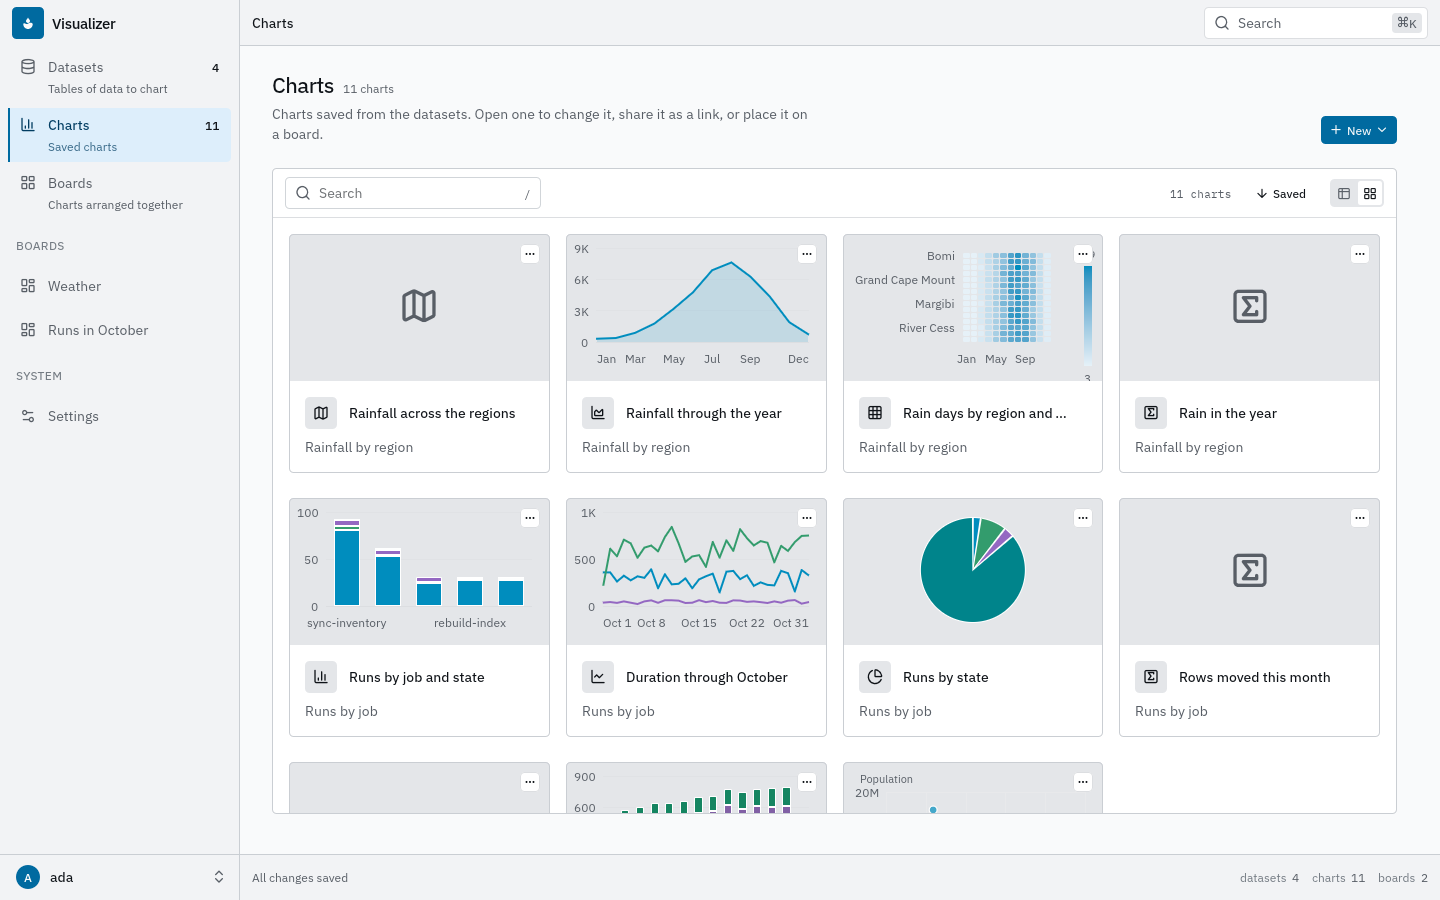 Visualizer
Charts
Search
⌘K
Datasets
4
Tables of data to chart
Charts
11
Saved charts
Boards
Charts arranged together
BOARDS
Weather
Runs in October
SYSTEM
Settings
ada
A
Charts
11 charts
Charts saved from the datasets. Open one to change it, share it as a link, or place it on
a board.
New
Search
/
11 charts
Saved
9K
6K
3K
0
Jan Mar May Jul Sep Dec
Bomi
Grand Cape Mount
Margibi
River Cess
Jan May Sep
3
Rainfall across the regions
Rainfall by region
Rainfall through the year
Rainfall by region
Rain days by region and ...
Rainfall by region
Rain in the year
Rainfall by region
100
50
0
sync-inventory rebuild-index
1K
500
0
Oct 1 Oct 8 Oct 15 Oct 22 Oct 31
Runs by job and state
Runs by job
Duration through October
Runs by job
Runs by state
Runs by job
Rows moved this month
Runs by job
900
600
Population
20M
All changes saved
datasets 4 charts 11 boards 2